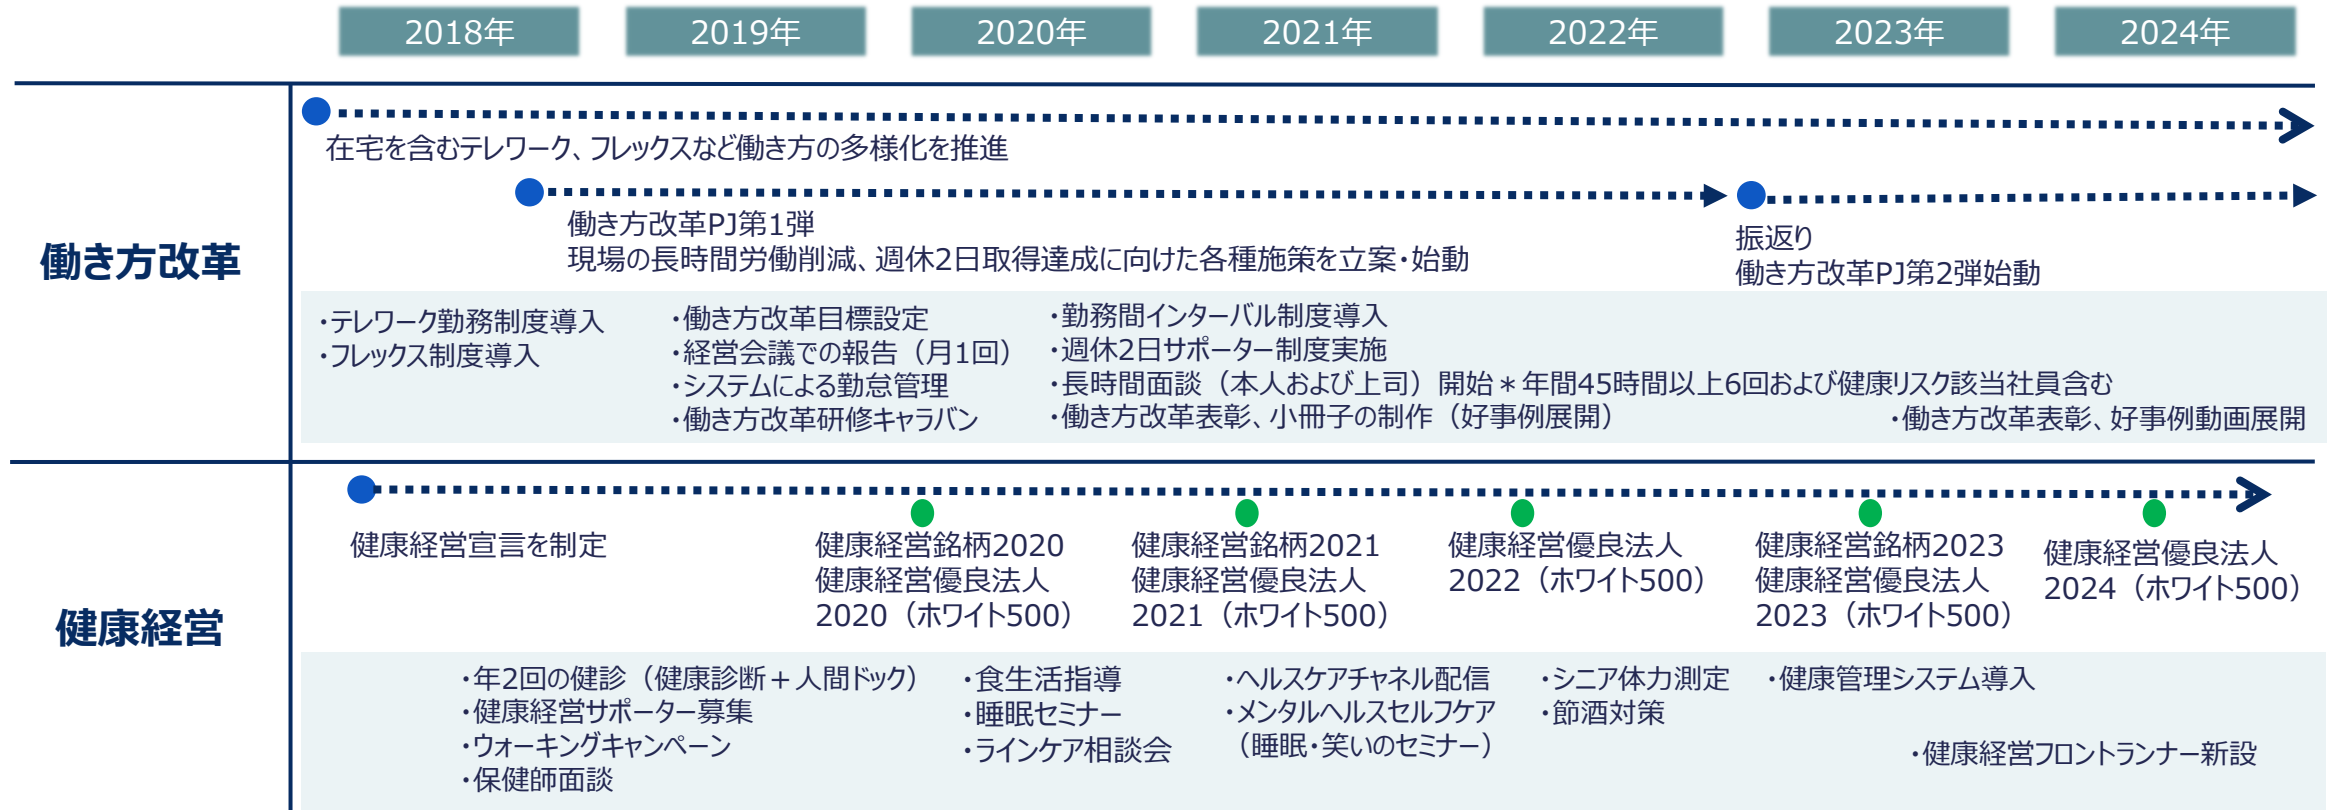 2018年
2019年
2020年
2021年
2022年
2023年
2024年
働き方改革
在宅を含むテレワーク、フレックスなど働き方の多様化を推進
働き方改革PJ第1弾
現場の長時間労働削減、週休2日取得達成に向けた各種施策を立案・始動
振返り
働き方改革PJ第2弾始動
・テレワーク勤務制度導入
・フレックス制度導入
・働き方改革目標設定
・経営会議での報告（月1回）
・システムによる勤怠管理
・働き方改革研修キャラバン
・勤務間インターバル制度導入
・週休2日サポーター制度実施
・長時間面談（本人および上司）開始＊年間45時間以上6回および健康リスク該当社員含む
・働き方改革表彰、小冊子の制作（好事例展開）
・働き方改革表彰、好事例動画展開
健康経営
健康経営宣言を制定
健康経営銘柄2020
健康経営優良法人
2020（ホワイト500）
健康経営銘柄2021
健康経営優良法人
2021（ホワイト500）
健康経営優良法人
2022（ホワイト500）
健康経営銘柄2023
健康経営優良法人
2023（ホワイト500）
健康経営優良法人
2024（ホワイト500）
・年2回の健診（健康診断＋人間ドック）
・健康経営サポーター募集
・ウォーキングキャンペーン
・保健師面談
・食生活指導
・睡眠セミナー
・ラインケア相談会
・ヘルスケアチャネル配信
・メンタルヘルスセルフケア
（睡眠・笑いのセミナー）
・シニア体力測定
・節酒対策
・健康管理システム導入
・健康経営フロントランナー新設